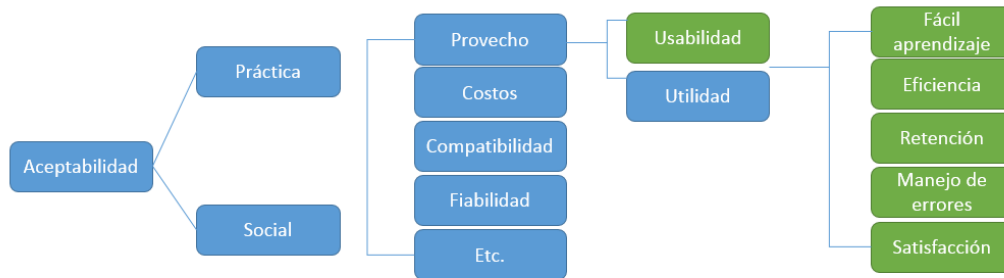 Aceptabilidad
Práctica
Social
Provecho
Costos
Compatibilidad
Fiabilidad
Etc.
Usabilidad
Utilidad
Fácil
aprendizaje
Eficiencia
Retención
Manejo de
errores
Satisfacción